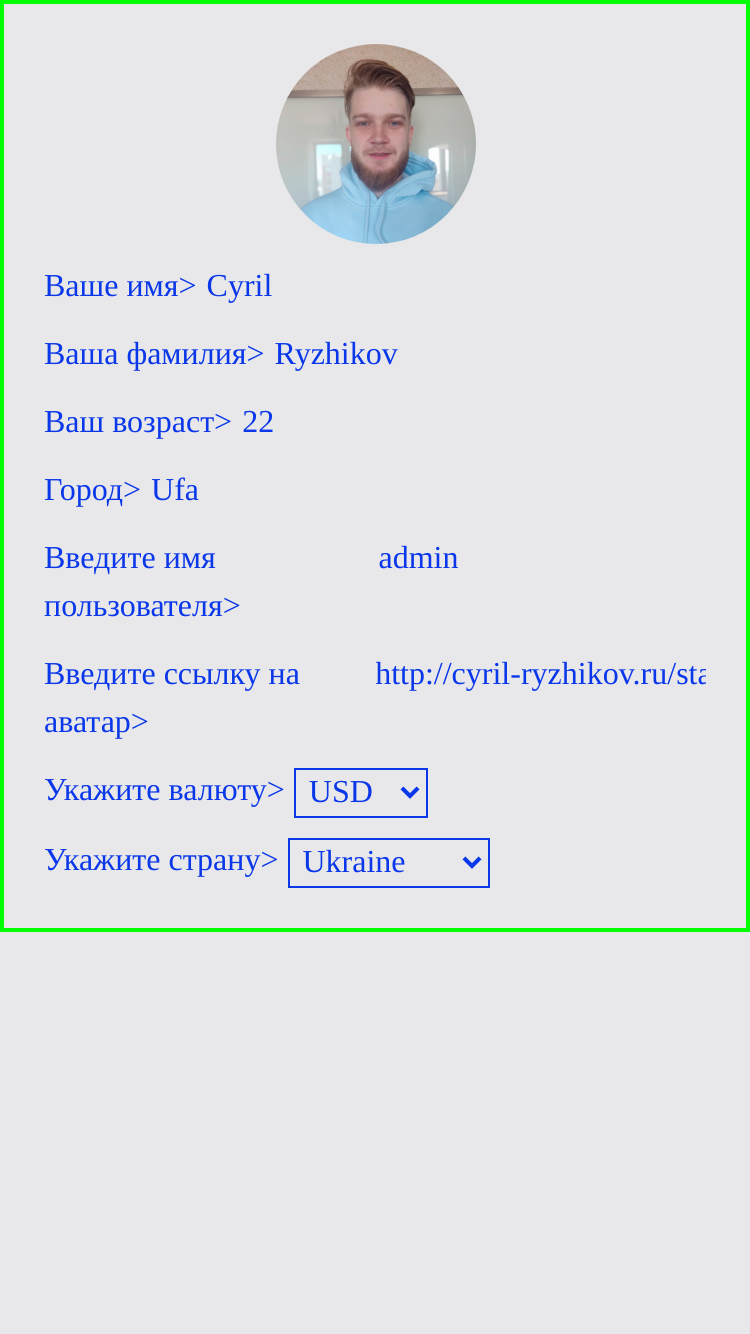 Ваше имя> Cyril
Ваша фамилия> Ryzhikov
Ваш возраст> 22
Город> Ufa
Введите имя пользователя> admin
Введите ссылку на аватар> http://cyril-ryzhikov.ru/sta
Укажите валюту> USD
Укажите страну> Ukraine